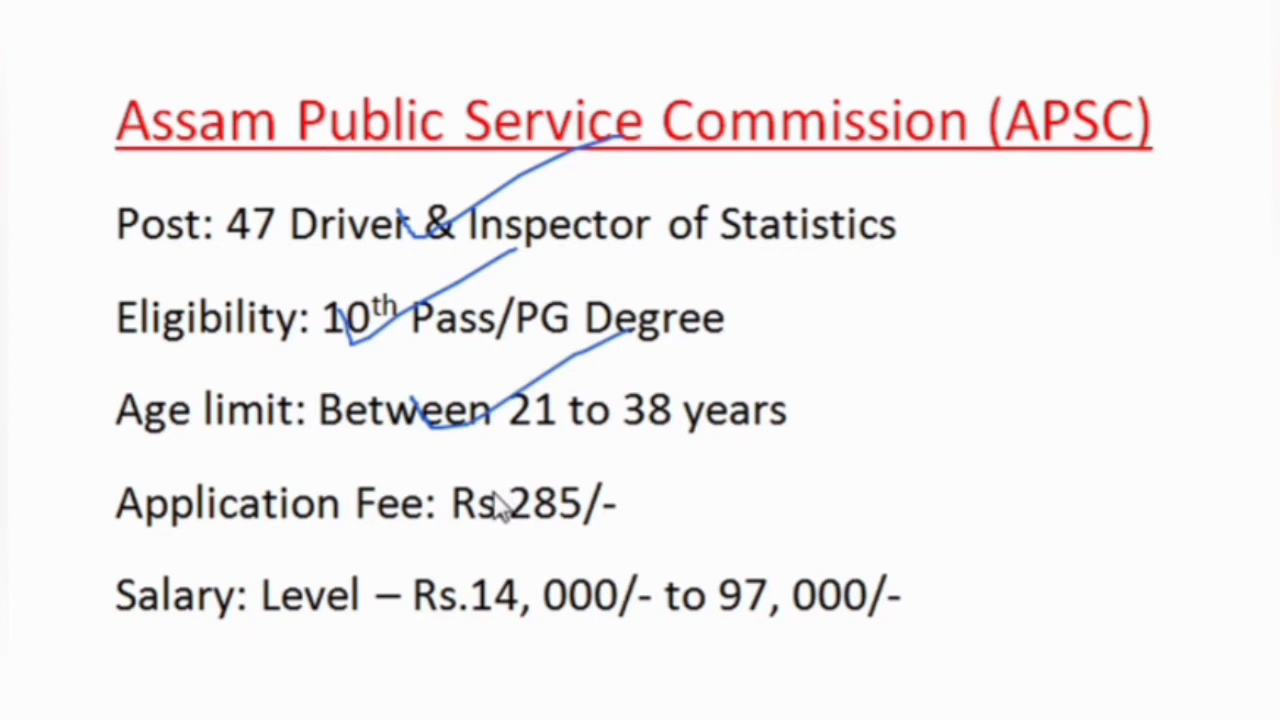 Assam Public Service Commission (APSC)
Post: 47 Driver & Inspector of Statistics
Eligibility: 10th Pass/PG Degree
Age limit: Between 21 to 38 years
Application Fee: Rs.285/-
Salary: Level – Rs.14, 000/- to 97, 000/-